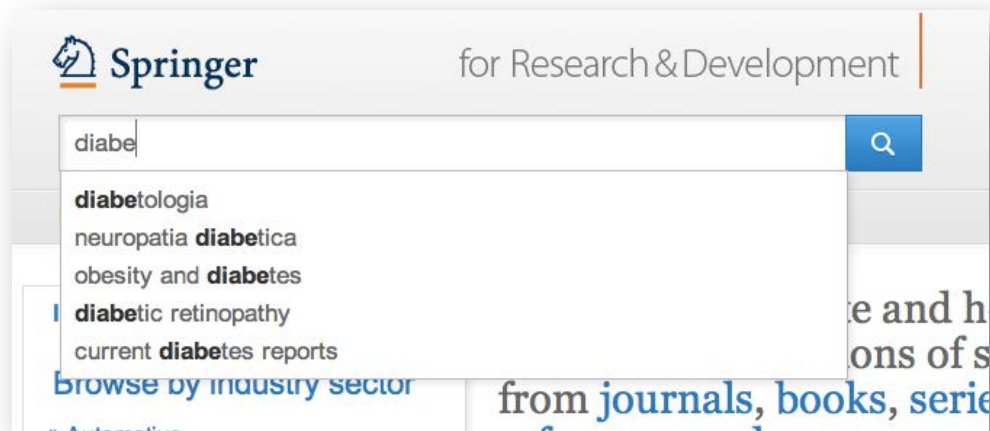 Springer
for Research & Development
diabe
diabetologia
neuropatia diabetica
obesity and diabetes
diabetic retinopathy
current diabetes reports
Browse by industry sector
and h
ons of s
from journals, books, serie